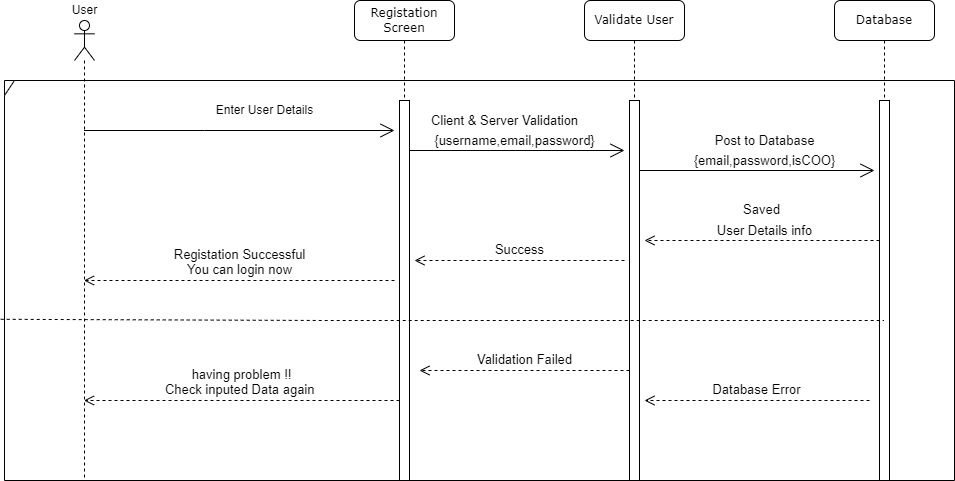 User
Registation
Screen
Validate User
Database
Enter User Details
Client & Server Validation
{username,email,password}
Post to Database
{email,password,isCOO}
Saved
User Details info
Success
Registation Successful
You can login now
Validation Failed
having problem !!
Check inputed Data again
Database Error